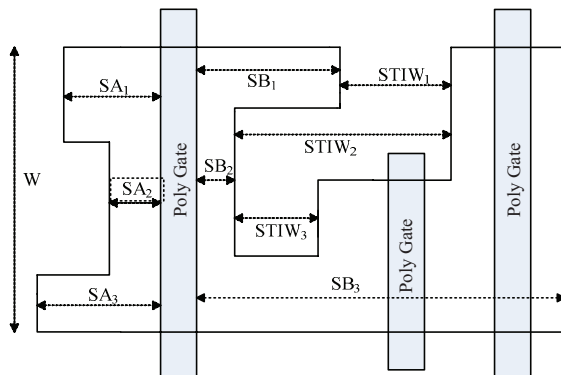 SB₁
STIW₁
SA₁
STIW₂
Poly Gate
Poly Gate
SB₂
W
SA₂
STIW₃
Poly Gate
SB₃
SA₃